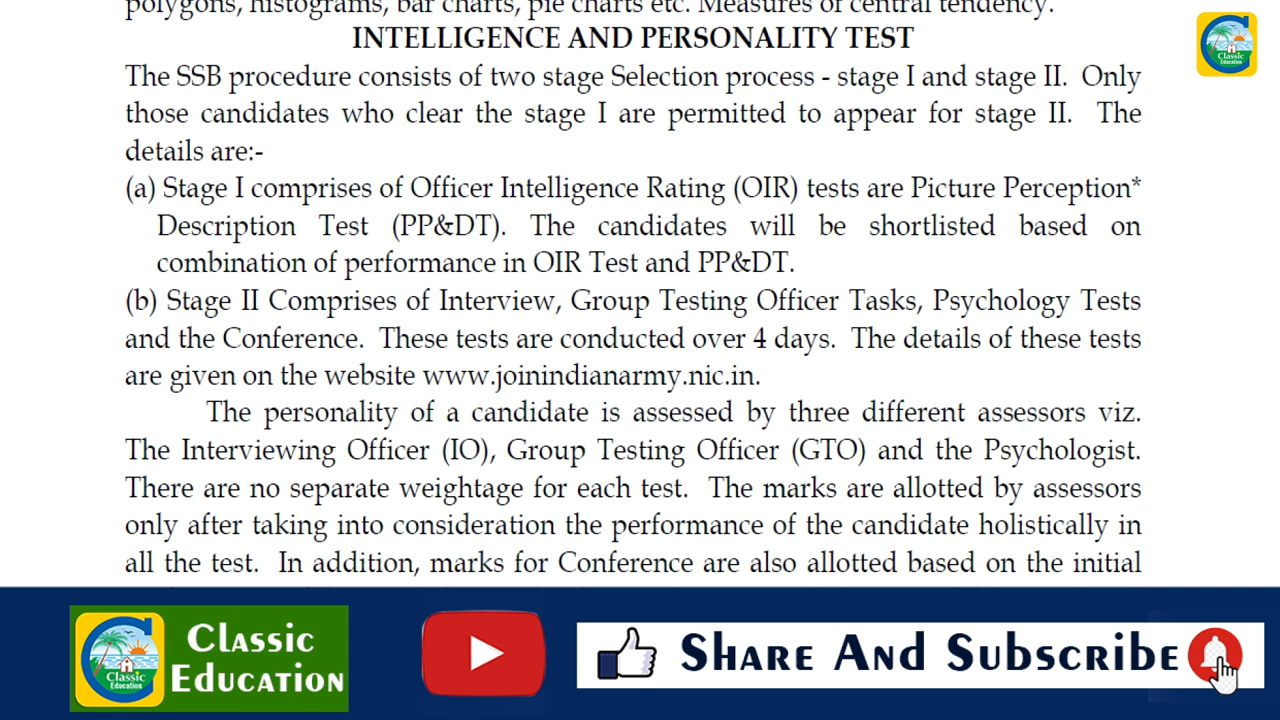 polygons, histograms, bar charts, pie charts etc. Measures of central tendency.
INTELLIGENCE AND PERSONALITY TEST
The SSB procedure consists of two stage Selection process - stage I and stage II. Only
those candidates who clear the stage I are permitted to appear for stage II. The
details are:-
(a) Stage I comprises of Officer Intelligence Rating (OIR) tests are Picture Perception*
Description Test (PP&DT). The candidates will be shortlisted based on
combination of performance in OIR Test and PP&DT.
(b) Stage II Comprises of Interview, Group Testing Officer Tasks, Psychology Tests
and the Conference. These tests are conducted over 4 days. The details of these tests
are given on the website www.joinindianarmy.nic.in.
The personality of a candidate is assessed by three different assessors viz.
The Interviewing Officer (IO), Group Testing Officer (GTO) and the Psychologist.
There are no separate weightage for each test. The marks are allotted by assessors
only after taking into consideration the performance of the candidate holistically in
all the test. In addition, marks for Conference are also allotted based on the initial
Classic
Education
Classic
Education
Classic
Education
Share And Subscribe